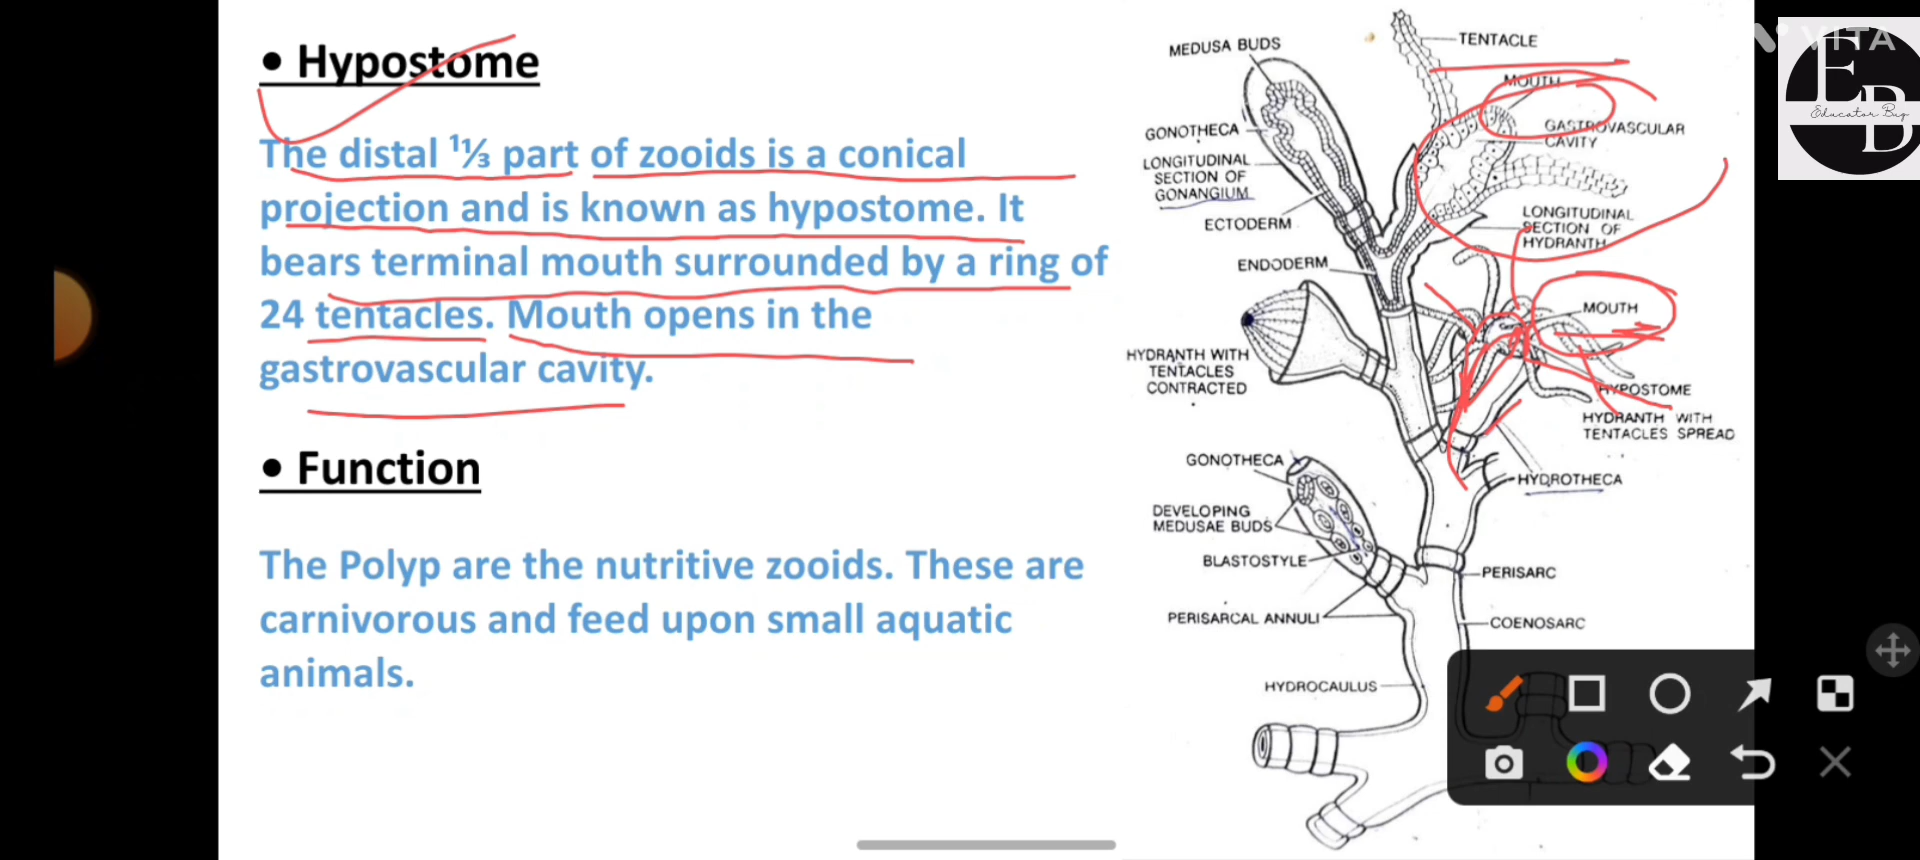 • Hypostome
The distal ¹⅓ part of zooids is a conical
projection and is known as hypostome. It
bears terminal mouth surrounded by a ring of
24 tentacles. Mouth opens in the
gastrovascular cavity.
• Function
The Polyp are the nutritive zooids. These are
carnivorous and feed upon small aquatic
animals.
MEDUSA BUDS
TENTACLE
MOUTH
GONOTHECA
GASTROVASCULAR
CAVITY
LONGITUDINAL
SECTION OF
GONANGIUM
ECTODERM
LONGITUDINAL
SECTION OF
HYDRANTH
ENDODERM
MOUTH
HYDRANTH WITH
TENTACLES
CONTRACTED
HYPOSTOME
HYDRANTH WITH
TENTACLES SPREAD
GONOTHECA
HYDROTHECA
DEVELOPING
MEDUSAE BUDS
BLASTOSTYLE
PERISARC
PERISARCAL ANNULI
COENOSARC
HYDROCAULUS
VITA
E
Educator Bug
B